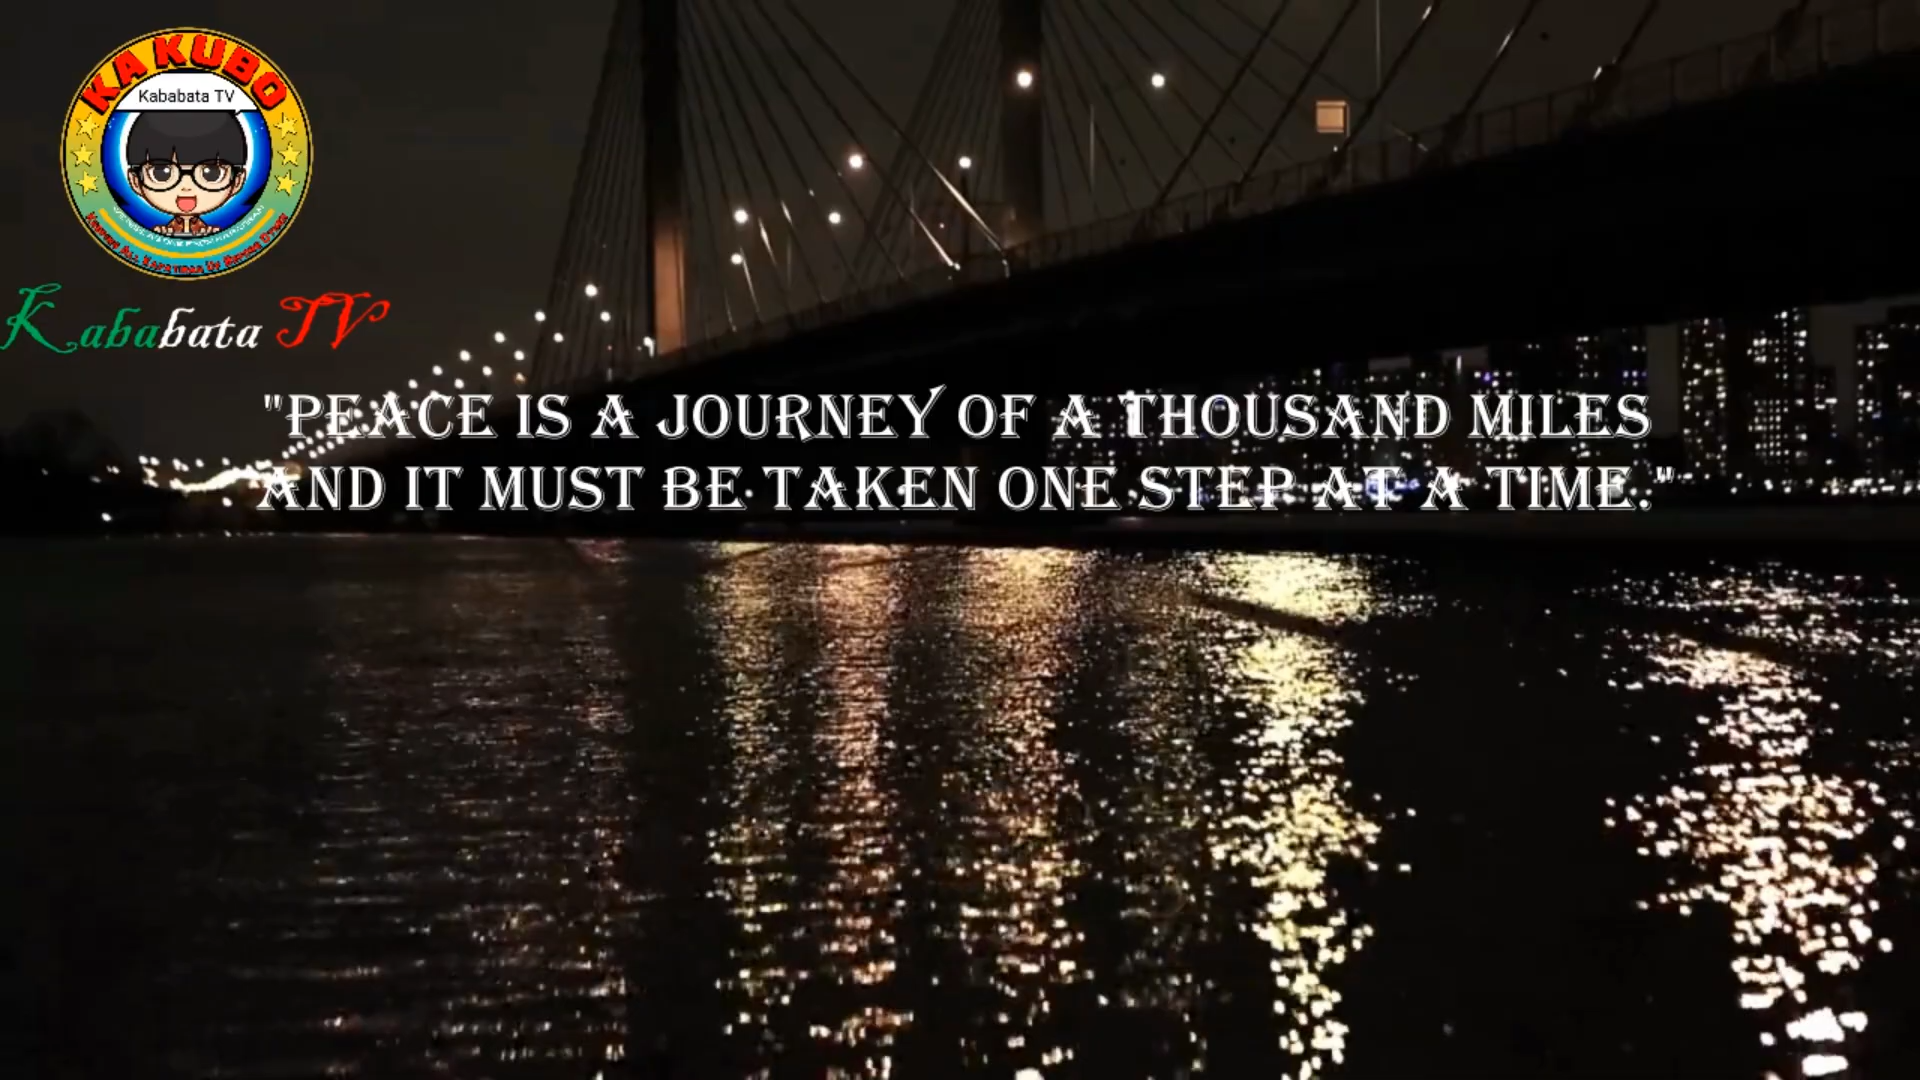 KAKUBO
Kababata TV
Kababata TV
"PEACE IS A JOURNEY OF A THOUSAND MILES
AND IT MUST BE TAKEN ONE STEP AT A TIME."